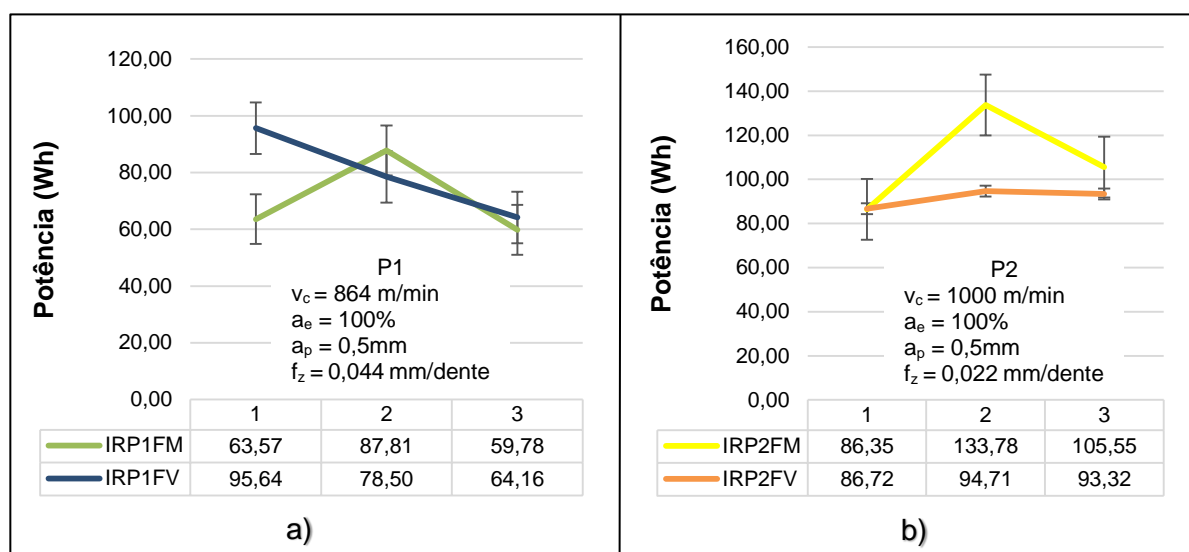 Potência (Wh)
120,00
100,00
80,00
60,00
40,00
20,00
0,00
P1
vc = 864 m/min
ae = 100%
ap = 0,5mm
fz = 0,044 mm/dente
1 2 3
IRP1FM 63,57 87,81 59,78
IRP1FV 95,64 78,50 64,16
a)
Potência (Wh)
160,00
140,00
120,00
100,00
80,00
60,00
40,00
20,00
0,00
P2
vc = 1000 m/min
ae = 100%
ap = 0,5mm
fz = 0,022 mm/dente
1 2 3
IRP2FM 86,35 133,78 105,55
IRP2FV 86,72 94,71 93,32
b)